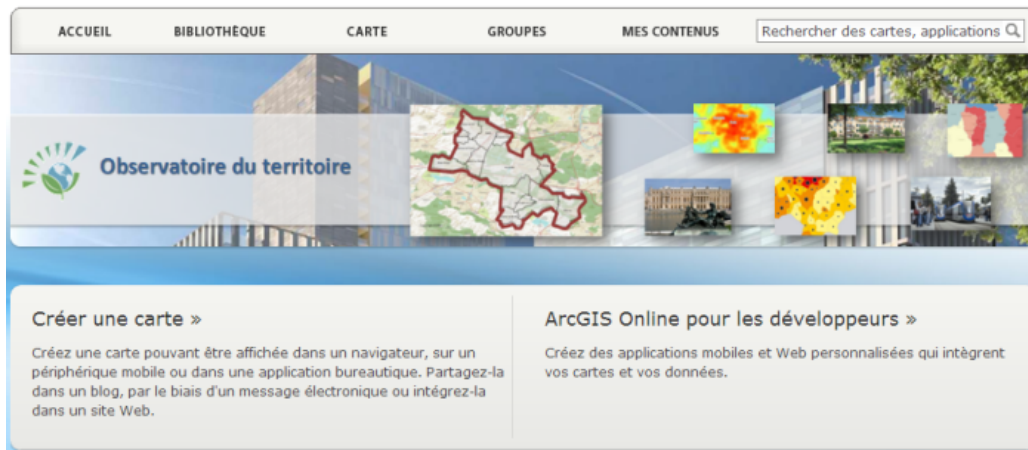 ACCUEIL BIBLIOTHÈQUE CARTE GROUPES MES CONTENUS Rechercher des cartes, applications
Observatoire du territoire
Créer une carte »
Créez une carte pouvant être affichée dans un navigateur, sur un
périphérique mobile ou dans une application bureautique. Partagez-la
dans un blog, par le biais d'un message électronique ou intégrez-la
dans un site Web.
ArcGIS Online pour les développeurs »
Créez des applications mobiles et Web personnalisées qui intègrent
vos cartes et vos données.